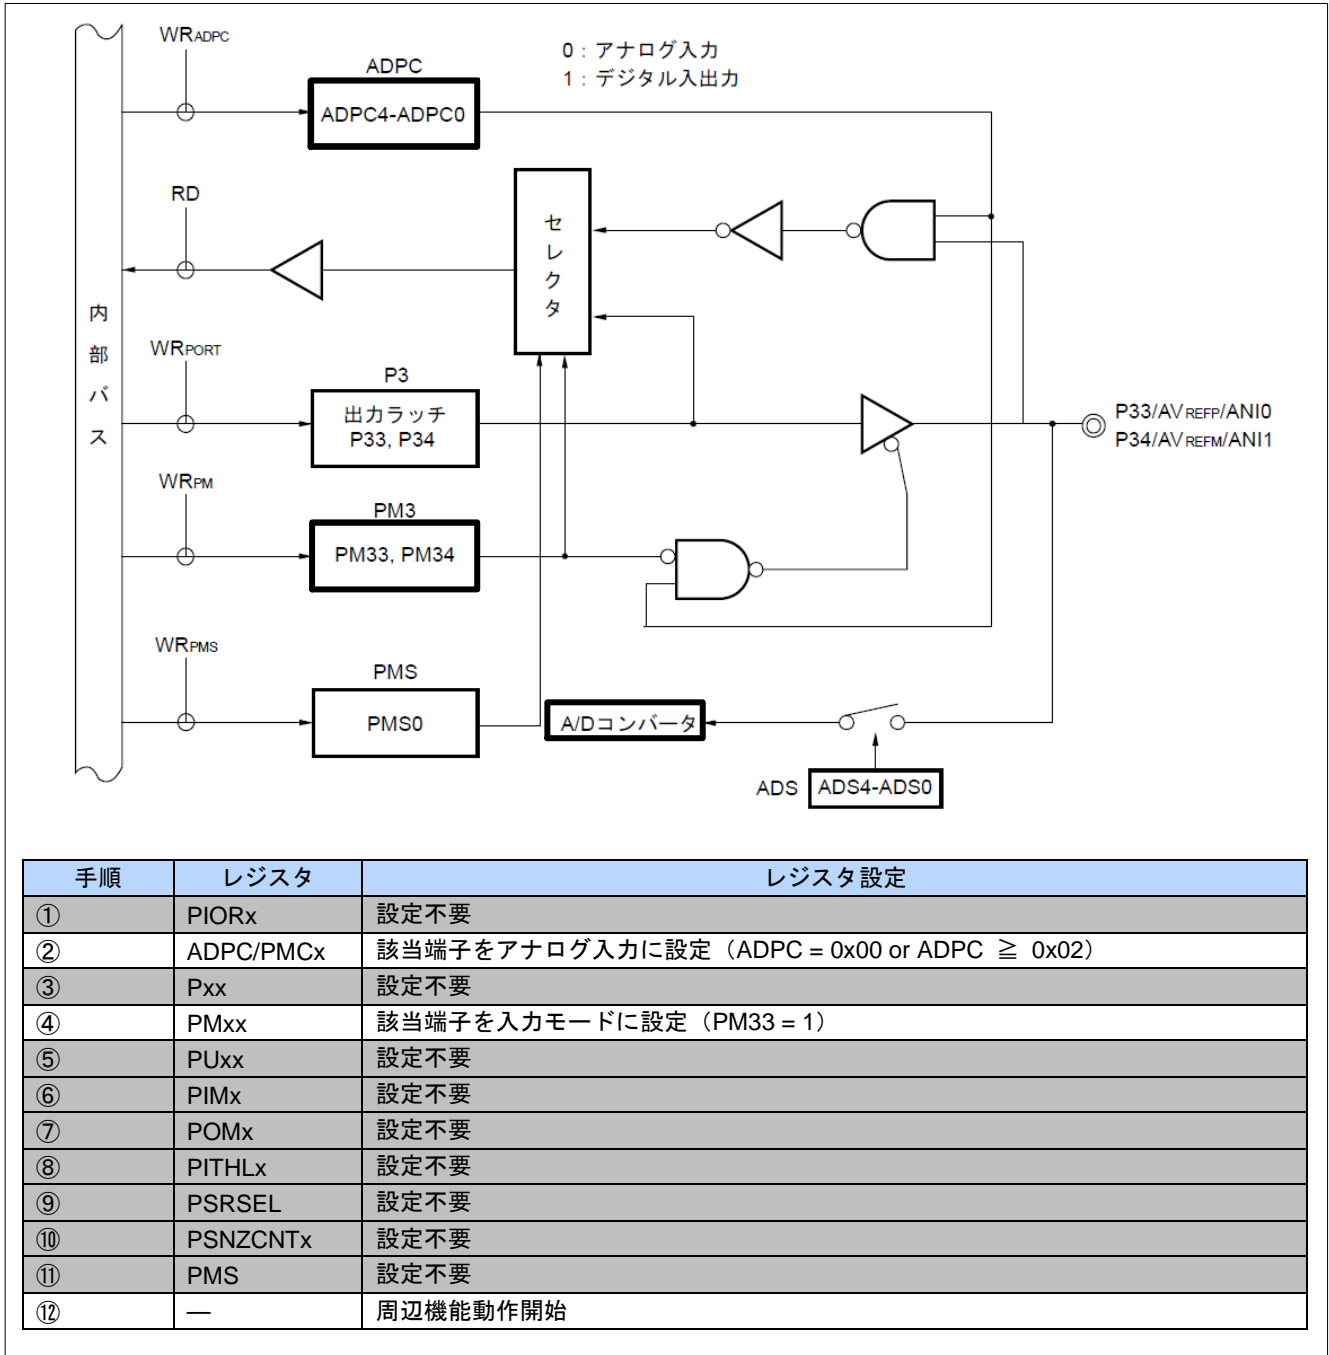 WRADPC
ADPC
0：アナログ入力
1：デジタル入出力
ADPC4-ADPC0
RD
セレクタ
内部バス
WRPORT
P3
出力ラッチ
P33, P34
P33/AVREFP/ANI0
P34/AVREFM/ANI1
WRPM
PM3
PM33, PM34
WRPMS
PMS
PMS0
A/Dコンバータ
ADS
ADS4-ADS0
手順 レジスタ レジスタ設定
① PIORx 設定不要
② ADPC/PMCx 該当端子をアナログ入力に設定（ADPC = 0x00 or ADPC ≧ 0x02）
③ Pxx 設定不要
④ PMxx 該当端子を入力モードに設定（PM33 = 1）
⑤ PUxx 設定不要
⑥ PIMx 設定不要
⑦ POMx 設定不要
⑧ PITHLx 設定不要
⑨ PSRSEL 設定不要
⑩ PSNZCNTx 設定不要
⑪ PMS 設定不要
⑫ — 周辺機能動作開始